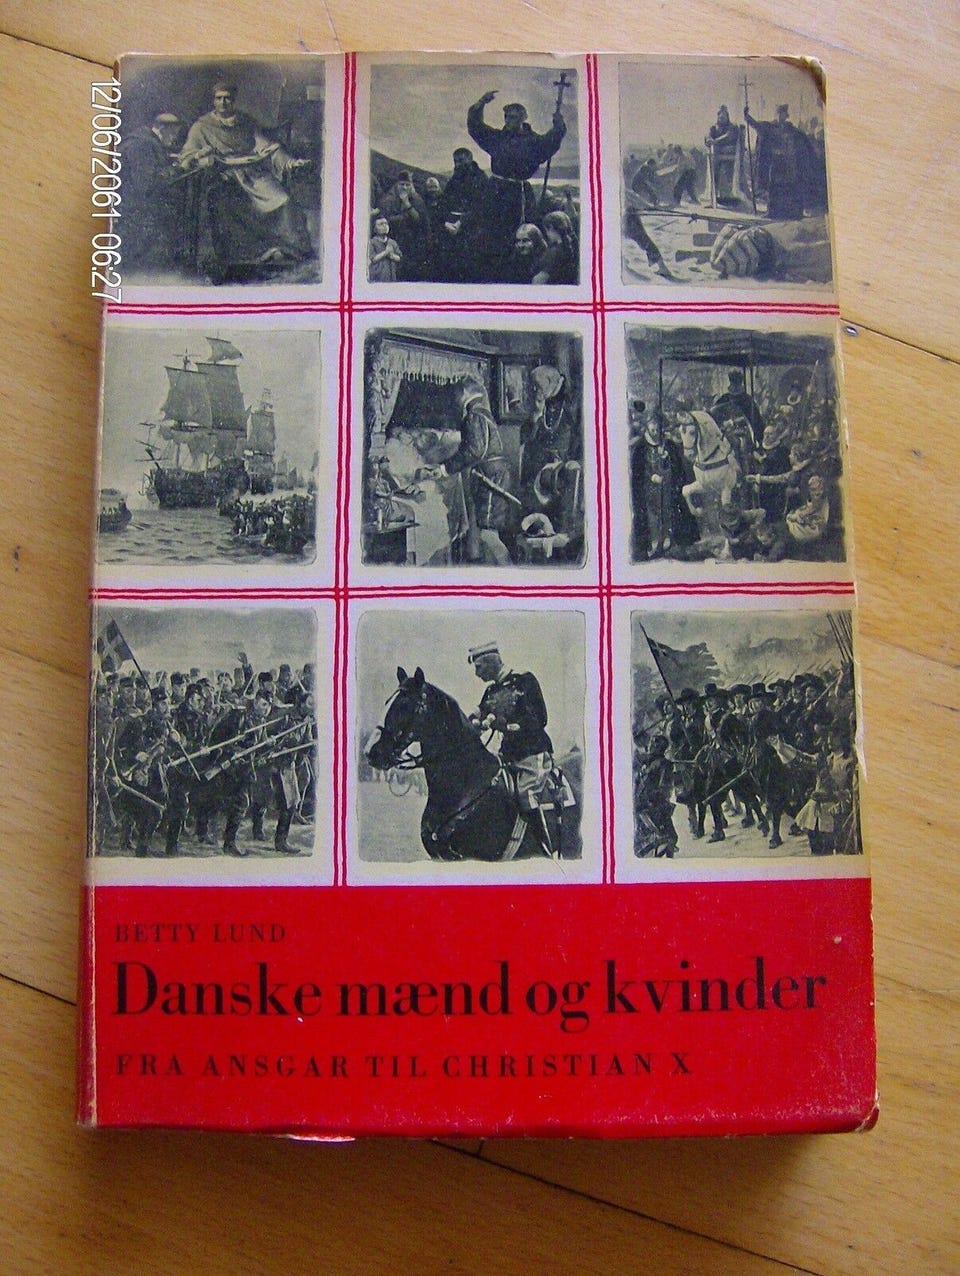 12/06/2061 06:27
BETTY LUND
Danske mænd og kvinder
FRA ANSGAR TIL CHRISTIAN X